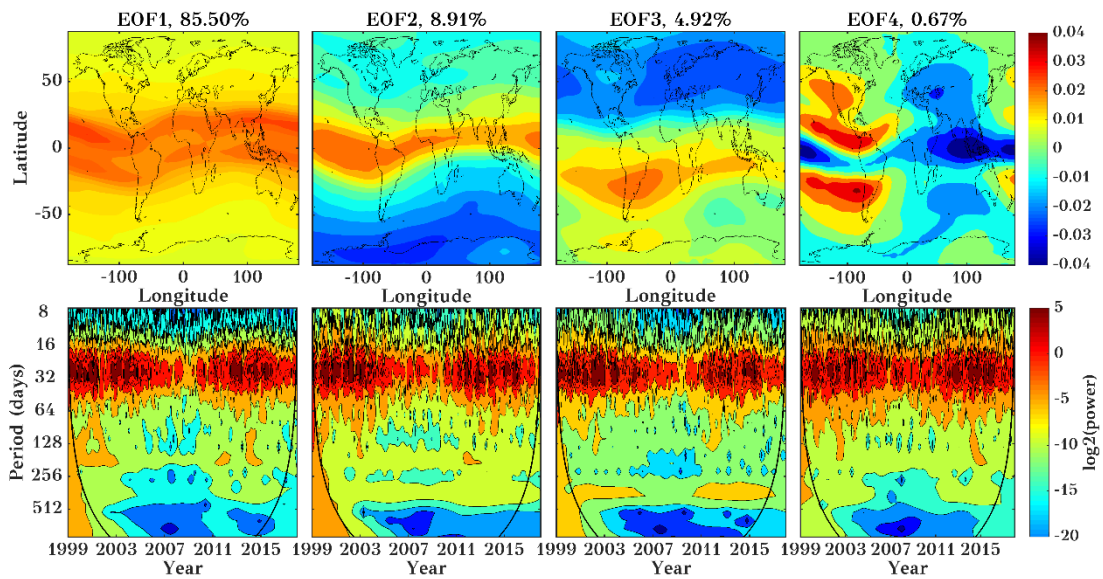 EOF1, 85.50%
EOF2, 8.91%
EOF3, 4.92%
EOF4, 0.67%
Latitude
50
0
-50
-100 0 100
-100 0 100
-100 0 100
-100 0 100
Longitude
Longitude
Longitude
Longitude
0.04
0.03
0.02
0.01
0
-0.01
-0.02
-0.03
-0.04
Period (days)
8
16
32
64
128
256
512
1999 2003 2007 2011 2015
1999 2003 2007 2011 2015
1999 2003 2007 2011 2015
1999 2003 2007 2011 2015
Year
Year
Year
Year
5
0
-5
-10
-15
-20
log2(power)